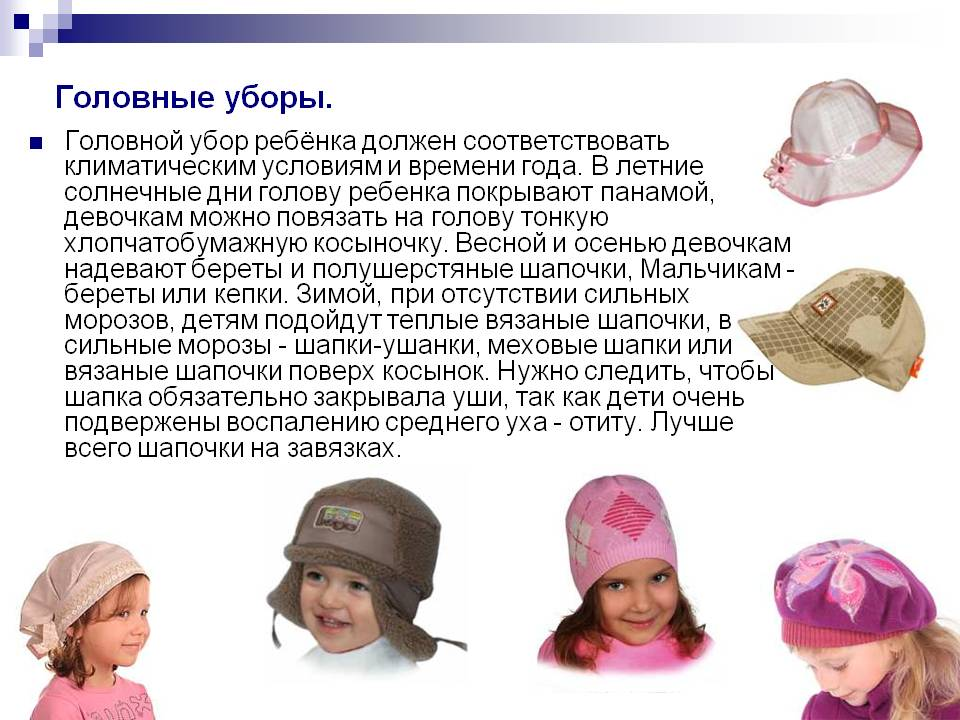 Головные уборы.
Головной убор ребёнка должен соответствовать
климатическим условиям и времени года. В летние
солнечные дни голову ребенка покрывают панамой,
девочкам можно повязать на голову тонкую
хлопчатобумажную косыночку. Весной и осенью девочкам
надевают береты и полушерстяные шапочки, Мальчикам -
береты или кепки. Зимой, при отсутствии сильных
морозов, детям подойдут теплые вязаные шапочки, в
сильные морозы - шапки-ушанки, меховые шапки или
вязаные шапочки поверх косынок. Нужно следить, чтобы
шапка обязательно закрывала уши, так как дети очень
подвержены воспалению среднего уха - отиту. Лучше
всего шапочки на завязках.